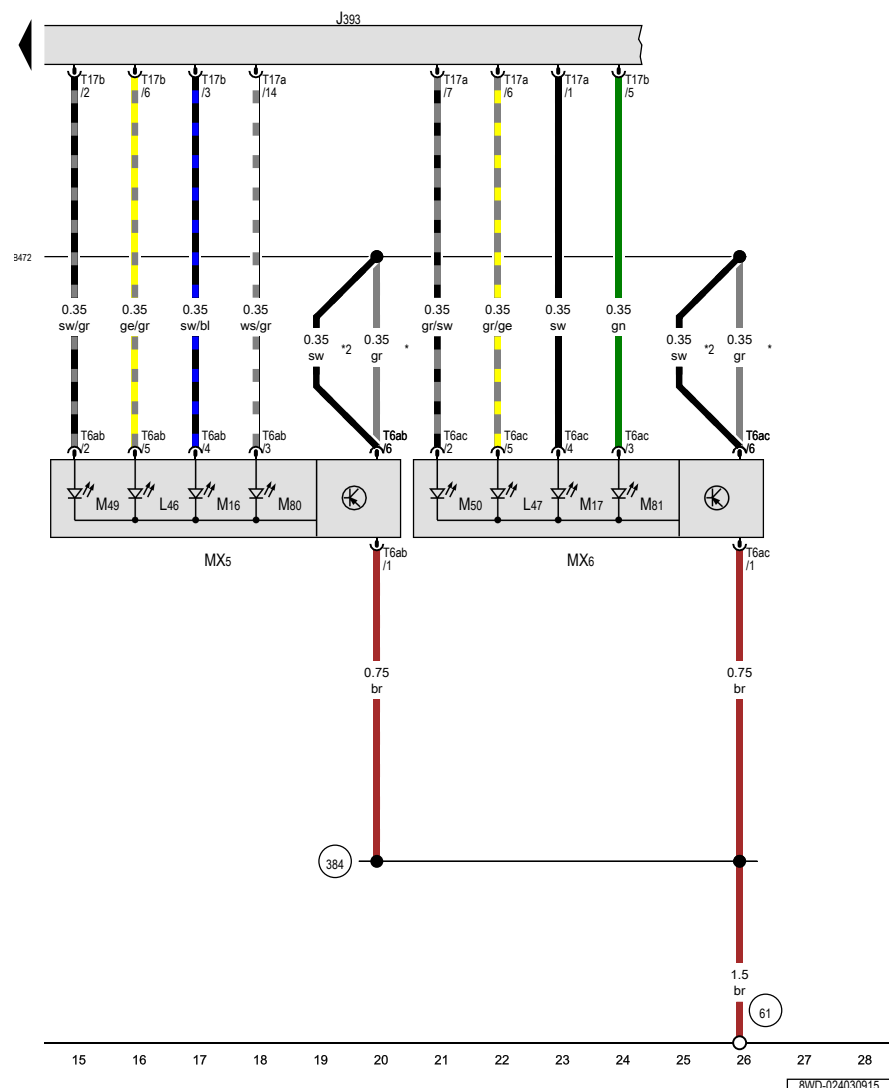 J393
T17b T17b T17b T17a T17a T17a T17a T17b
/2 /6 /3 /14 /7 /6 /1 /5
B472
0.35 0.35 0.35 0.35 0.35 0.35 0.35 0.35
sw/gr ge/gr sw/bl ws/gr gr/sw gr/ge sw gn
0.35 *2 0.35 * 0.35 *2 0.35 *
sw gr sw gr
T6ab T6ab T6ab T6ab T6ab T6ac T6ac T6ac T6ac T6ac
/2 /5 /4 /3 /6 /2 /5 /4 /3 /6
M49 L46 M16 M80 M50 L47 M17 M81
MX5 T6ab MX6 T6ac
/1 /1
0.75 0.75
br br
384
1.5
br
61
15 16 17 18 19 20 21 22 23 24 25 26 27 28
8WD-024030915